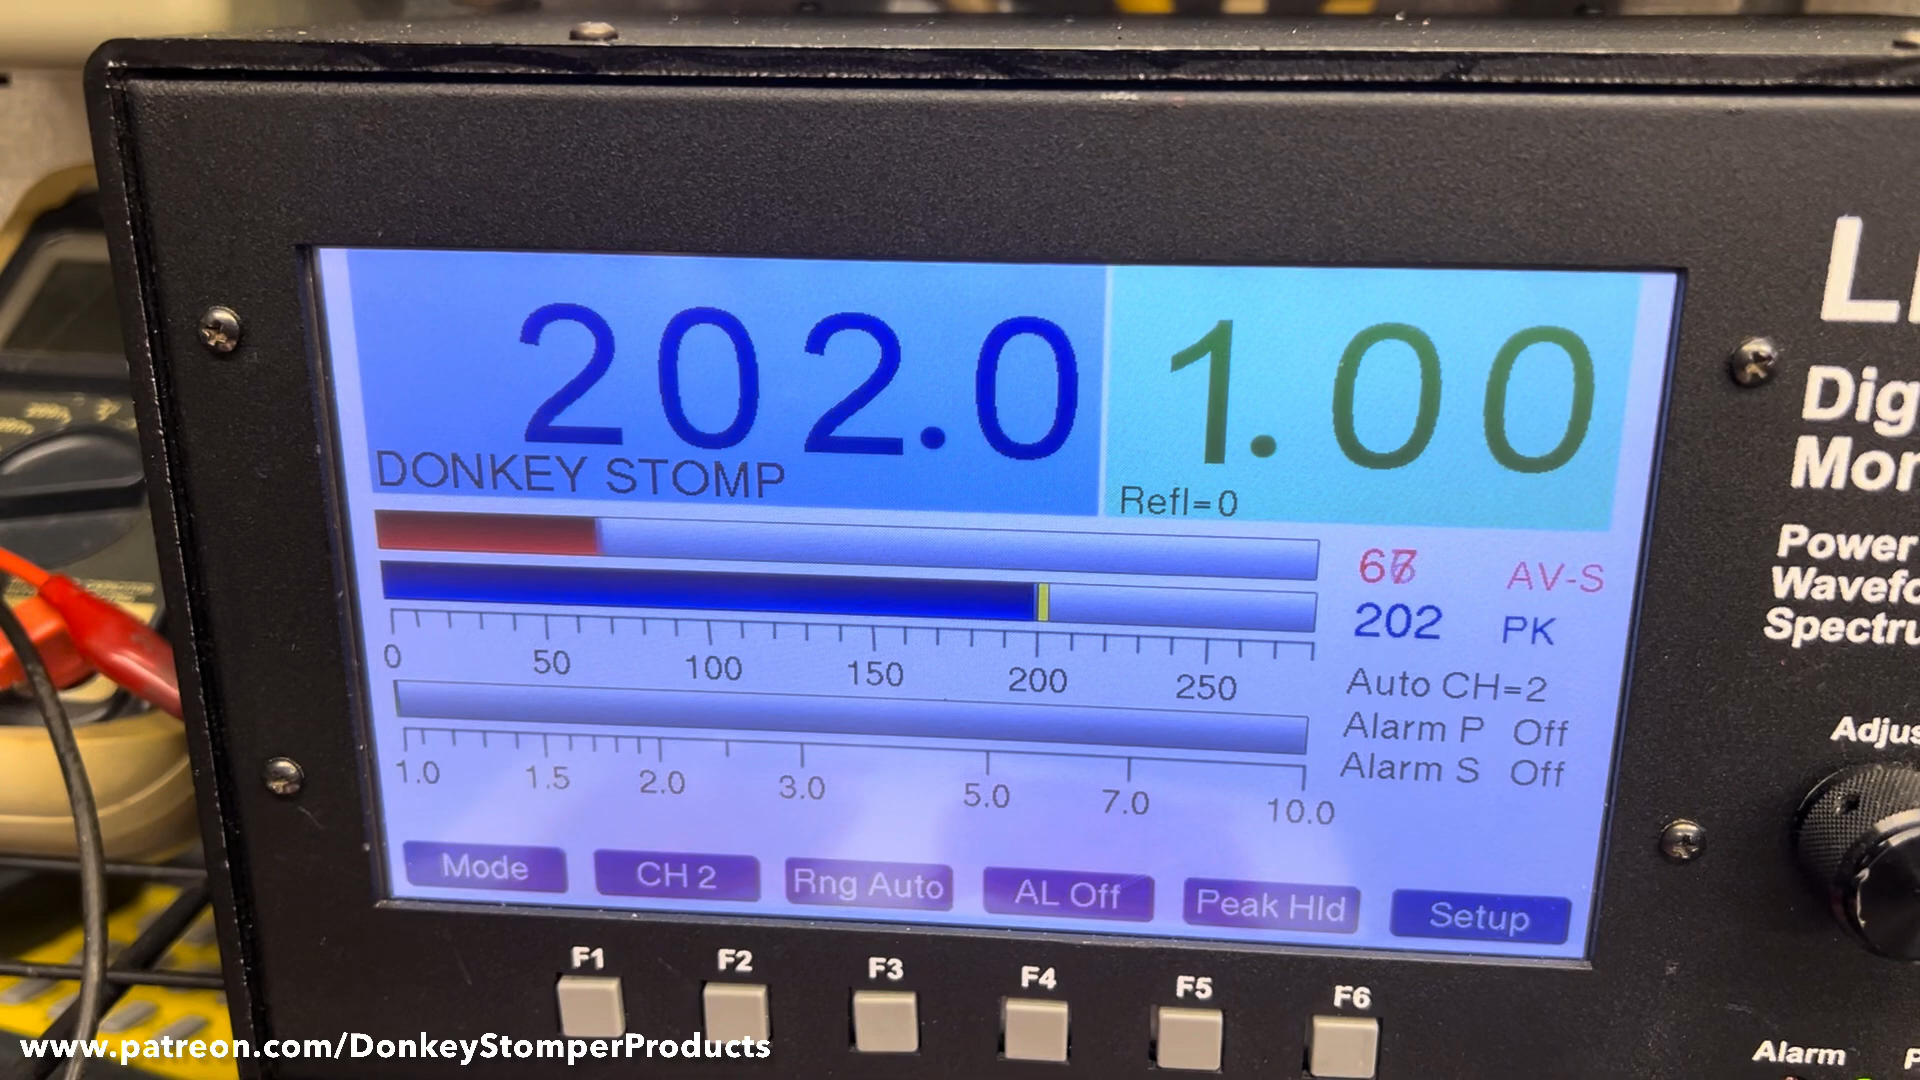 202.0
1.00
DONKEY STOMP
Refl=0
AV-S
202 PK
0 50 100 150 200 250
Auto CH=2
Alarm P Off
Alarm S Off
1.0 1.5 2.0 3.0 5.0 7.0 10.0
Mode CH 2 Rng Auto AL Off Peak Hld Setup
F1 F2 F3 F4 F5 F6
Power
Adjus
Alarm
www.patreon.com/DonkeyStomperProducts